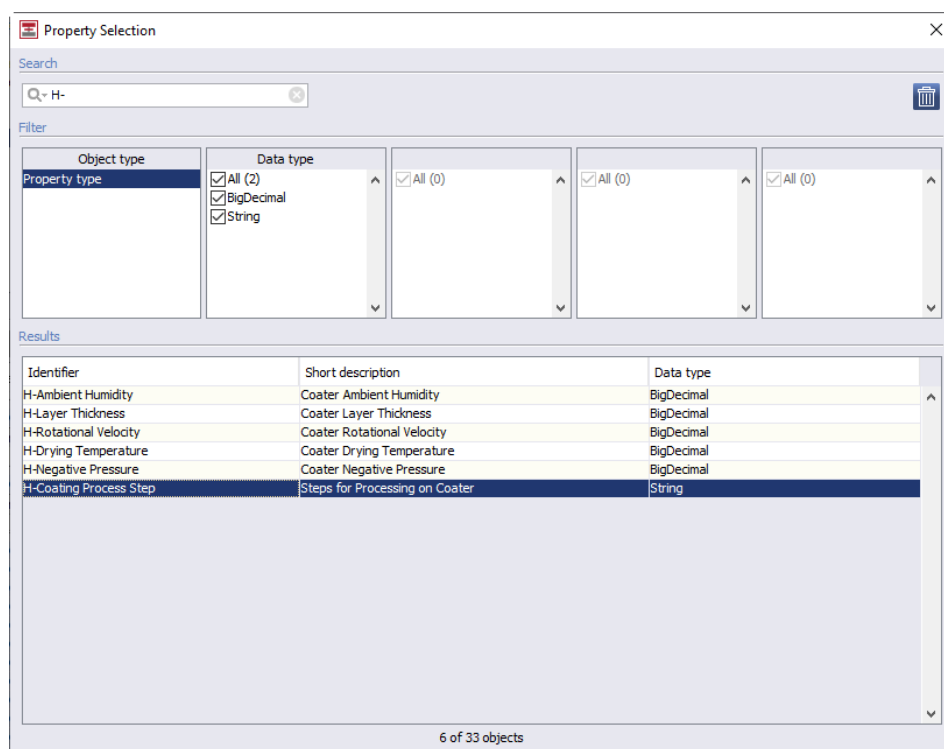 Property Selection
Search
H-
Filter
Object type Data type
Property type All (2) All (0) All (0) All (0)
BigDecimal
String
Results
Identifier Short description Data type
H-Ambient Humidity Coater Ambient Humidity BigDecimal
H-Layer Thickness Coater Layer Thickness BigDecimal
H-Rotational Velocity Coater Rotational Velocity BigDecimal
H-Drying Temperature Coater Drying Temperature BigDecimal
H-Negative Pressure Coater Negative Pressure BigDecimal
H-Coating Process Step Steps for Processing on Coater String
6 of 33 objects